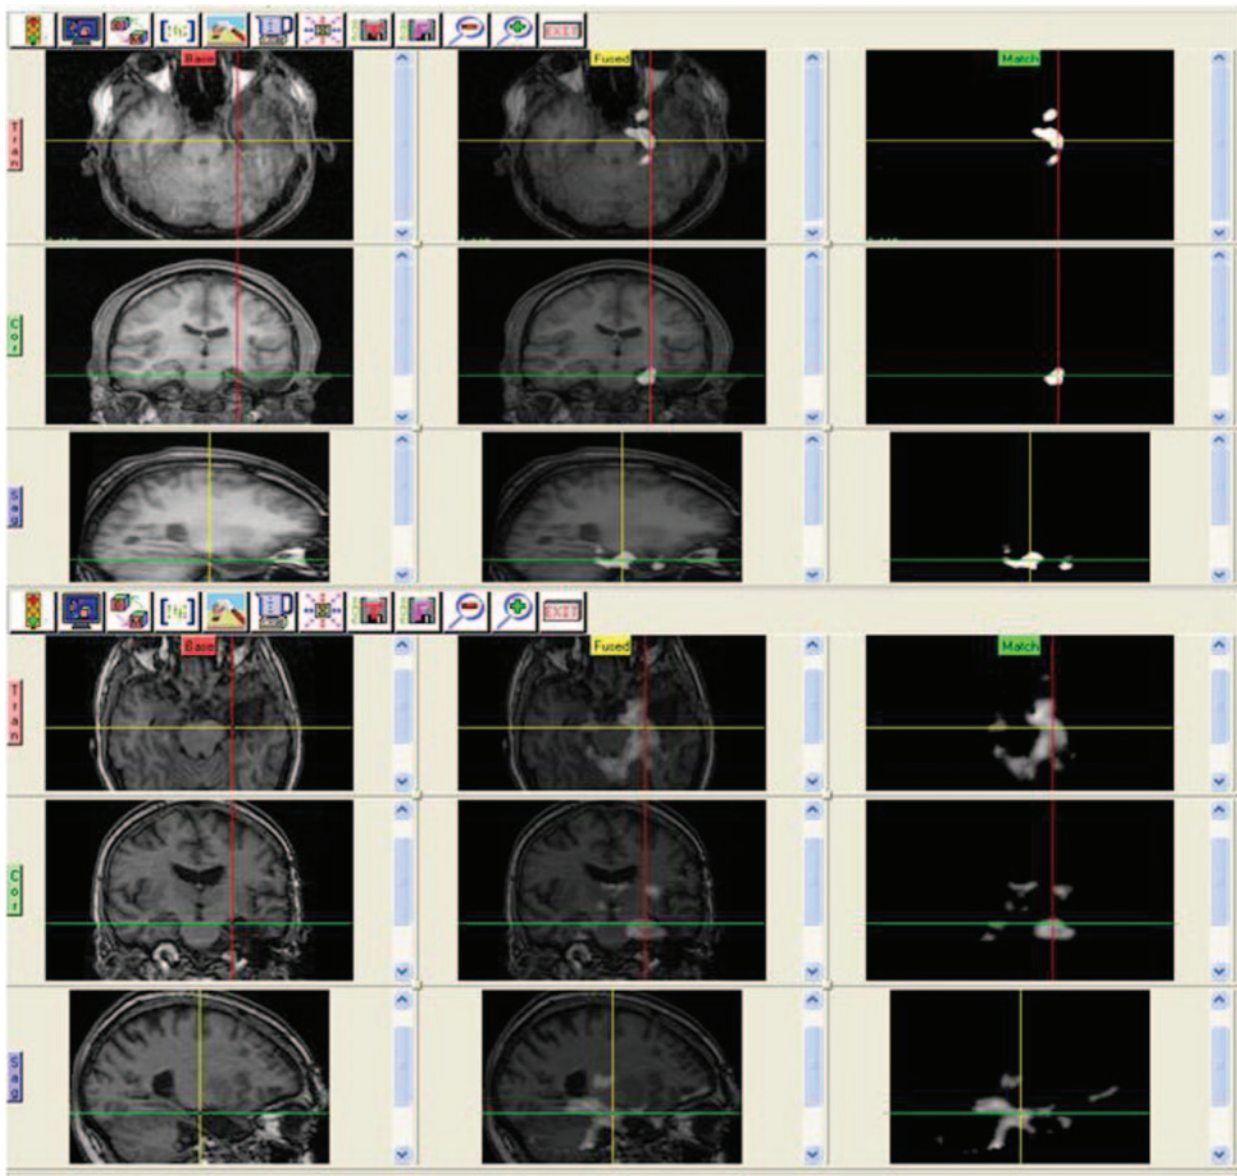 EXIT
Base
Fused
Match
Tran
Cor
Sag
EXIT
Base
Fused
Match
Tran
Cor
Sag